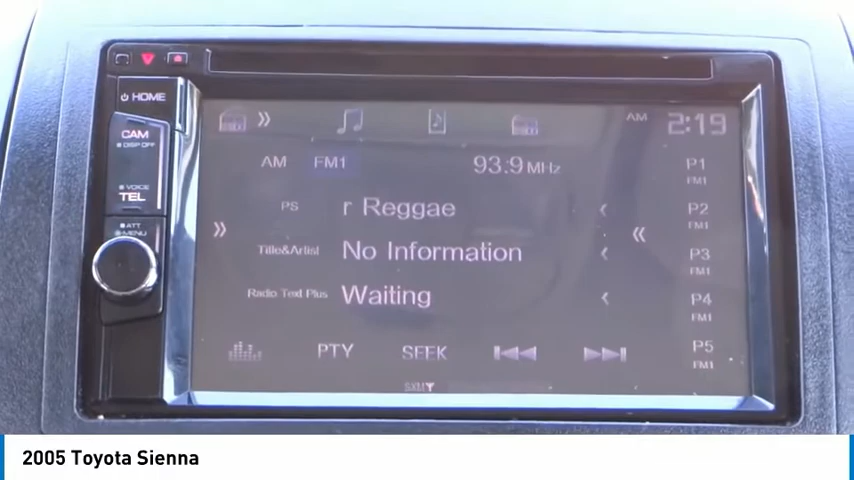 HOME
CAM
DISP OFF
VOICE
TEL
ATT
MENU
AM 2:19
AM FM1 93.9 MHz
PS r Reggae
Title&Artist No Information
Radio Text Plus Waiting
PTY SEEK
SXM
P1
FM1
P2
FM1
P3
FM1
P4
FM1
P5
FM1
2005 Toyota Sienna